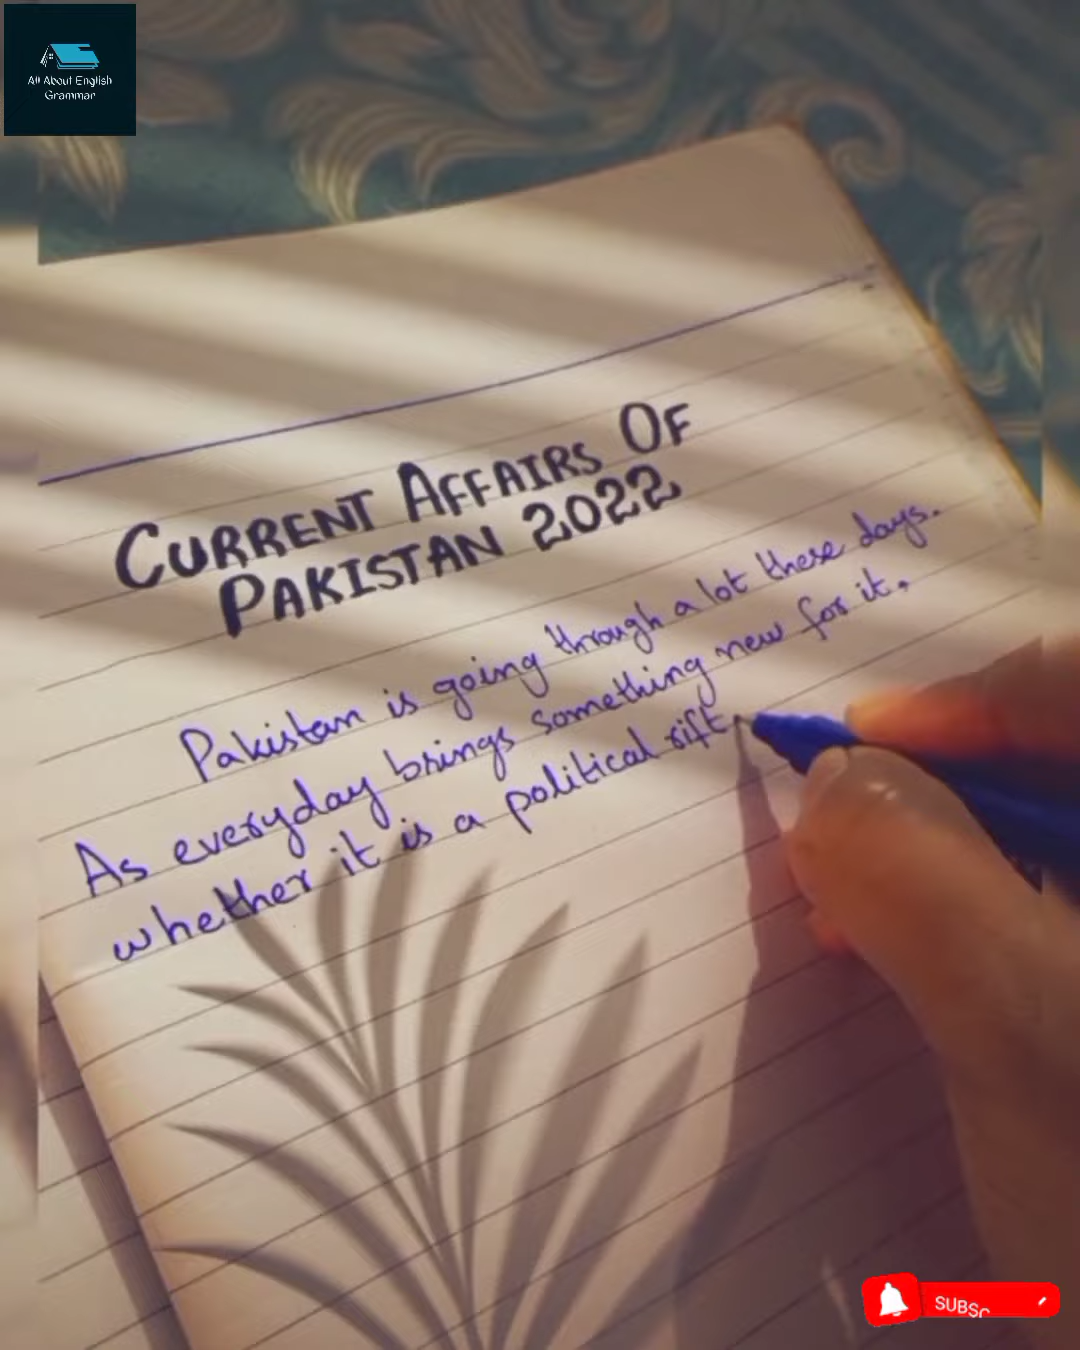 All About English
Grammar
CURRENT AFFAIRS OF
PAKISTAN 2022
Pakistan is going through a lot these days.
As everyday brings something new for it,
whether it is a political rift